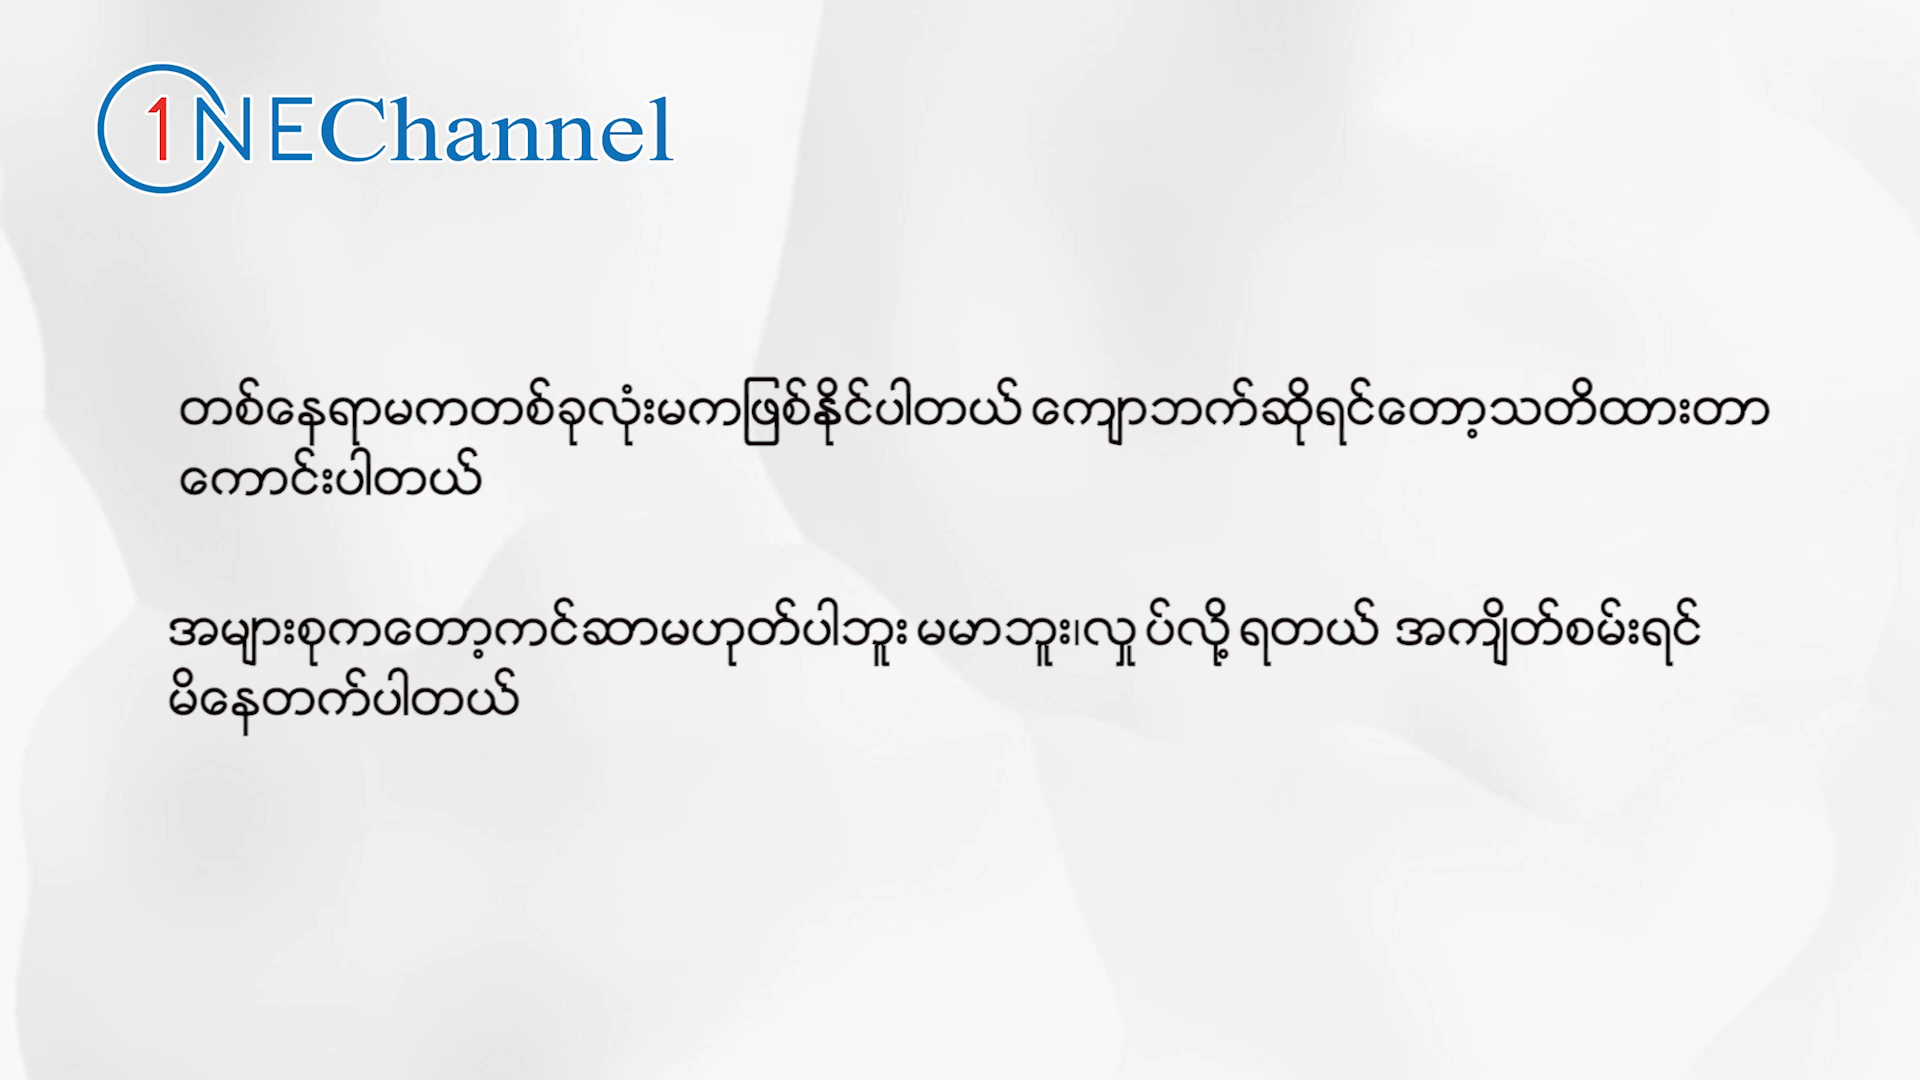 1NEChannel
တစ်နေရာမကတစ်ခုလုံးမကဖြစ်နိုင်ပါတယ် ကျောဘက်ဆိုရင်တော့သတိထားတာ
ကောင်းပါတယ်
အများစုကတော့ကင်ဆာမဟုတ်ပါဘူး မမာဘူး၊လှုပ်လို့ရတယ် အကျိတ်စမ်းရင်
မိနေတက်ပါတယ်